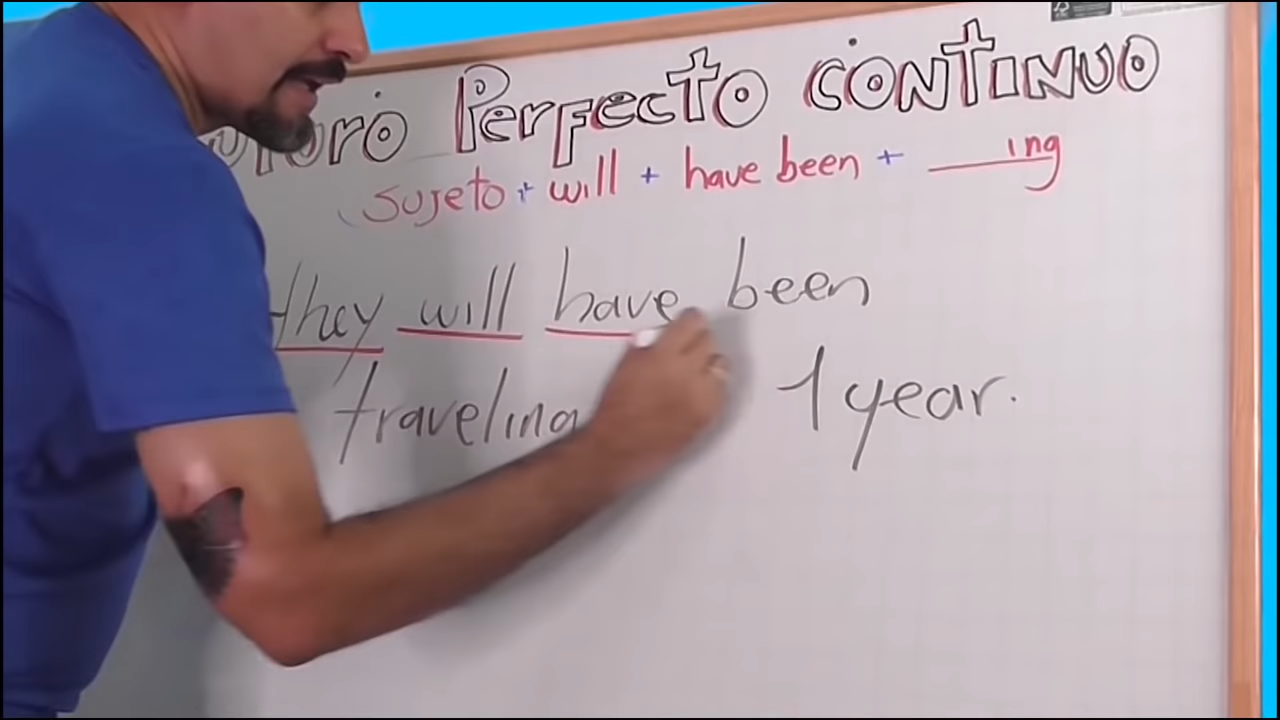 Perfecto continuo
sujeto + will + have been + ___ing
they will have been
traveling 1 year.